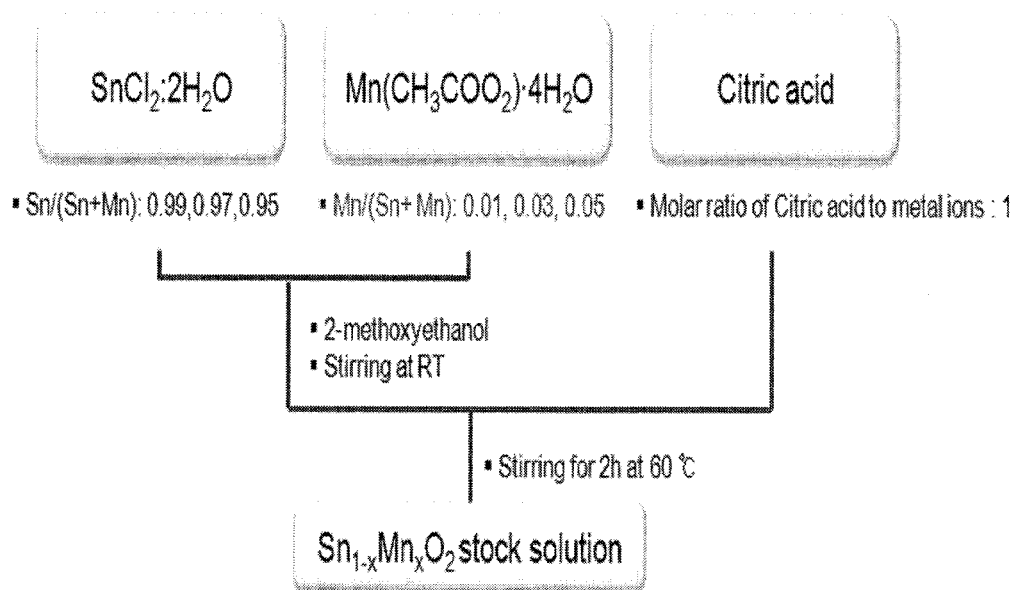 SnCl₂:2H₂O
Mn(CH₃COO₂)·4H₂O
Citric acid
▪ Sn/(Sn+Mn): 0.99,0.97,0.95
▪ Mn/(Sn+ Mn): 0.01, 0.03, 0.05
▪ Molar ratio of Citric acid to metal ions : 1
▪ 2-methoxyethanol
▪ Stirring at RT
▪ Stirring for 2h at 60 ℃
Sn₁₋ₓMnₓO₂ stock solution